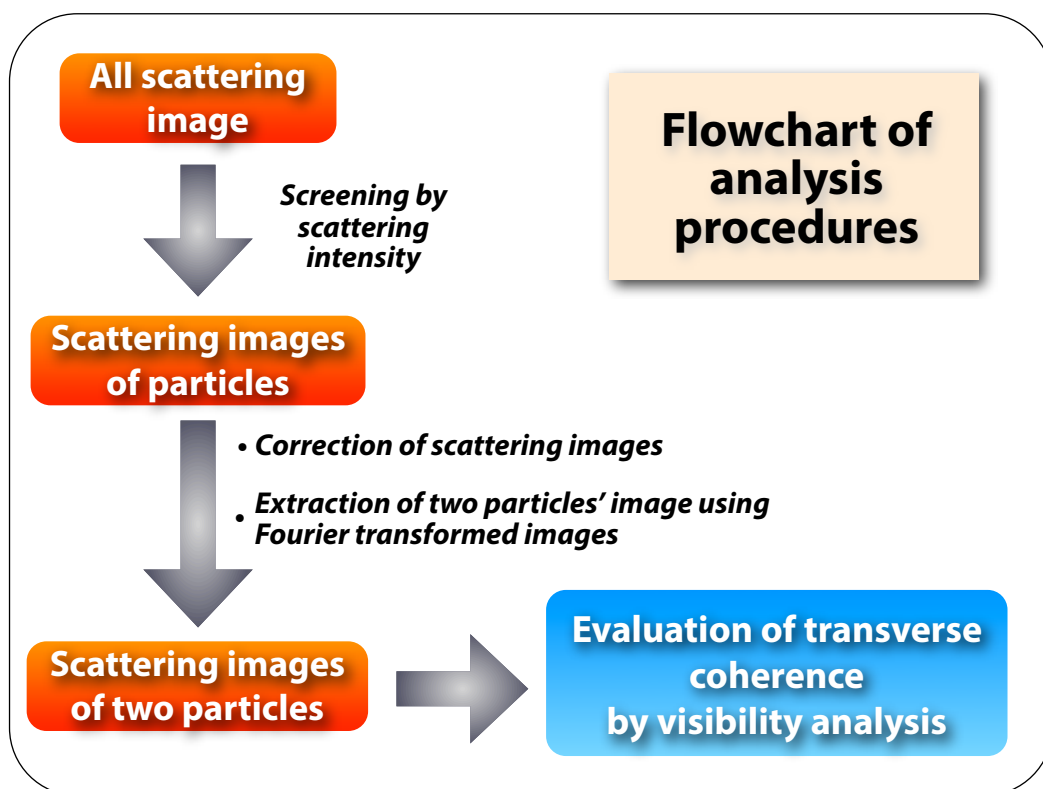 All scattering
image
Flowchart of
analysis
procedures
Screening by
scattering
intensity
Scattering images
of particles
• Correction of scattering images
• Extraction of two particles’ image using
Fourier transformed images
Scattering images
of two particles
Evaluation of transverse
coherence
by visibility analysis